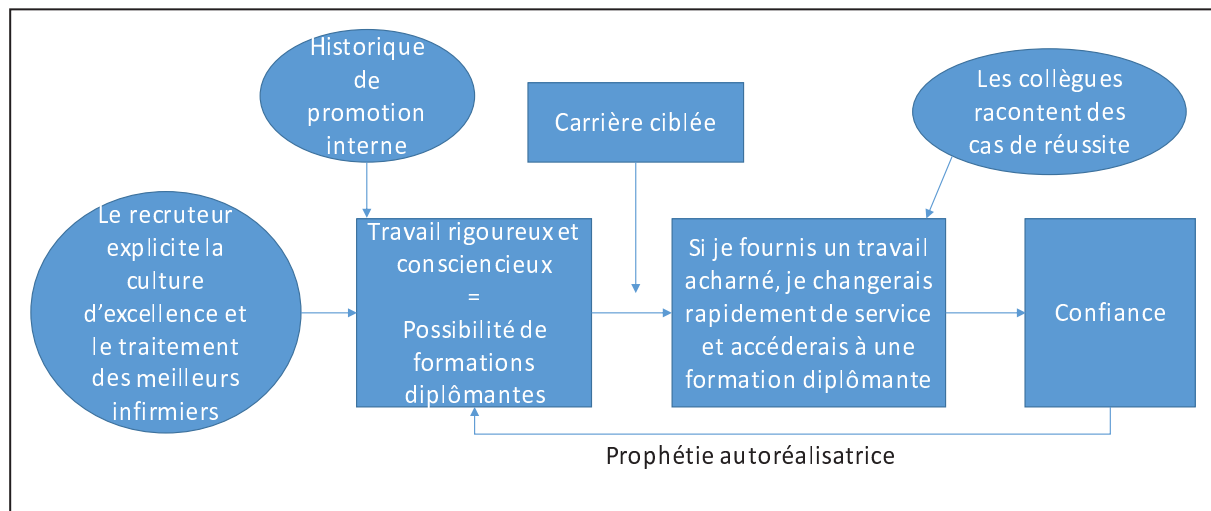 Historique
de
promotion
interne
Carrière ciblée
Les collègues
racontent des
cas de réussite
Le recruteur
explicite la
culture
d’excellence et
le traitement
des meilleurs
infirmiers
Travail rigoureux et
consciencieux
=
Possibilité de
formations
diplômantes
Si je fournis un travail
acharné, je changerais
rapidement de service
et accéderais à une
formation diplômante
Confiance
Prophétie autoréalisatrice